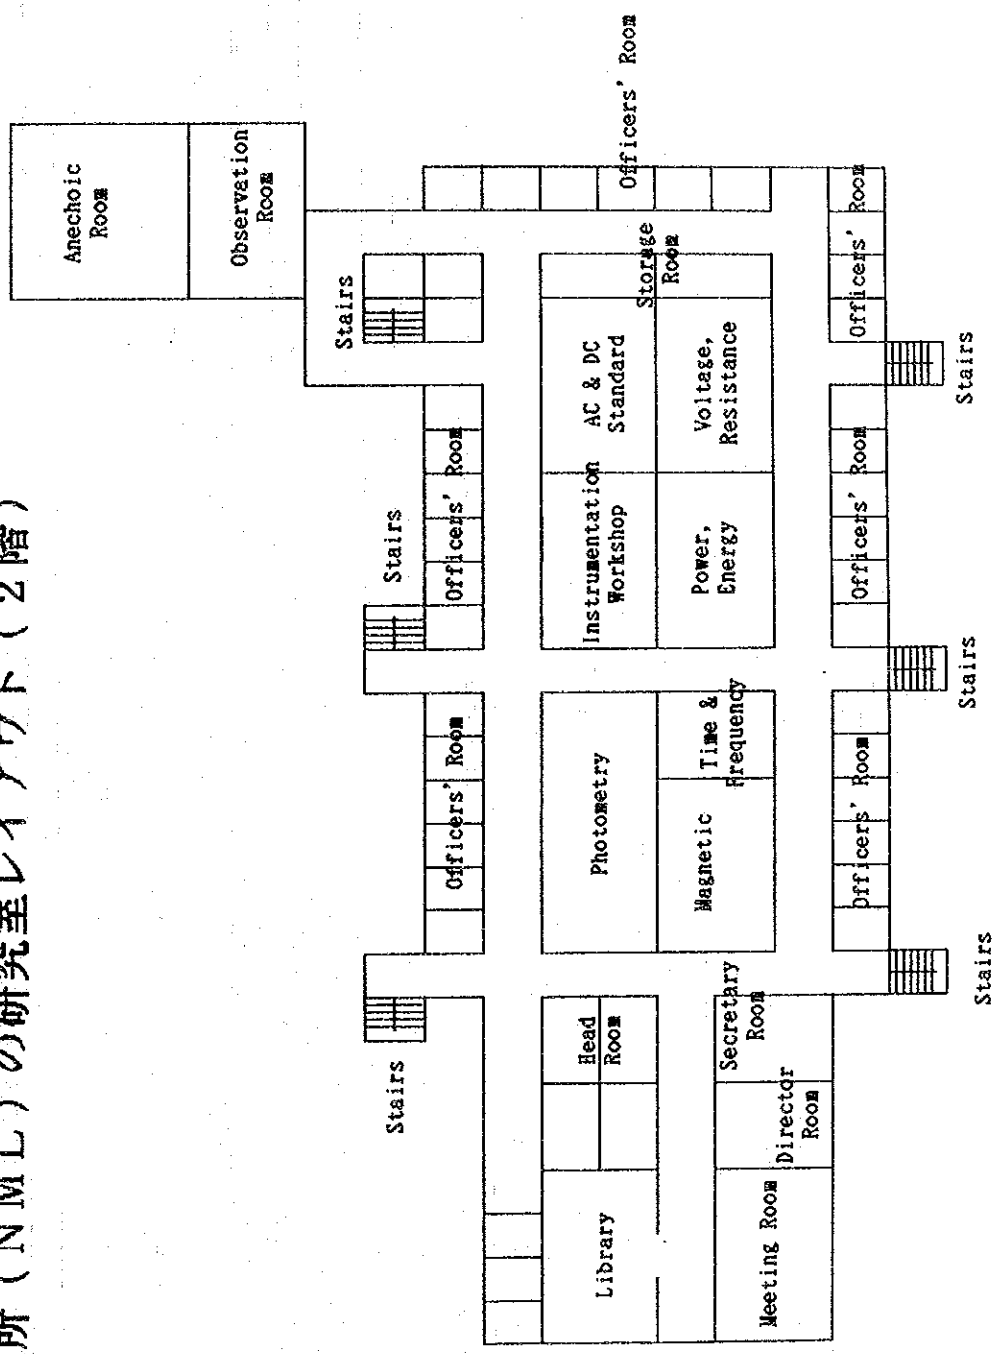 所（ＮＭＬ）の研究室レイアウト（２階）
Anechoic
Room
Observation
Room
Stairs
Stairs
Stairs
Officers' Room
Officers' Room
Library
Head
Room
Photometry
Instrumentation
Workshop
AC & DC
Standard
Storage
Room
Officers' Room
Meeting Room
Director
Room
Secretary
Room
Magnetic
Time &
Frequency
Power,
Energy
Voltage,
Resistance
Officers' Room
Officers' Room
Officers' Room
Stairs
Stairs
Stairs